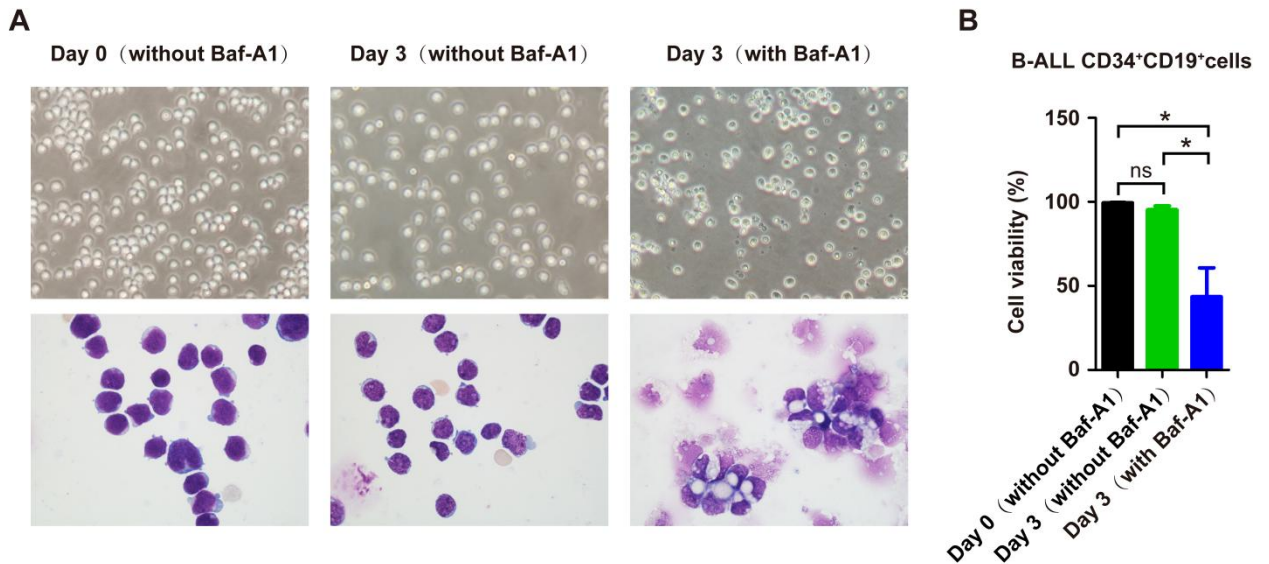 A
Day 0（without Baf-A1）
Day 3（without Baf-A1）
Day 3（with Baf-A1）
B
B-ALL CD34⁺CD19⁺cells
Cell viability (%)
150
100
50
0
*
*
ns
Day 0（without Baf-A1）
Day 3（without Baf-A1）
Day 3（with Baf-A1）